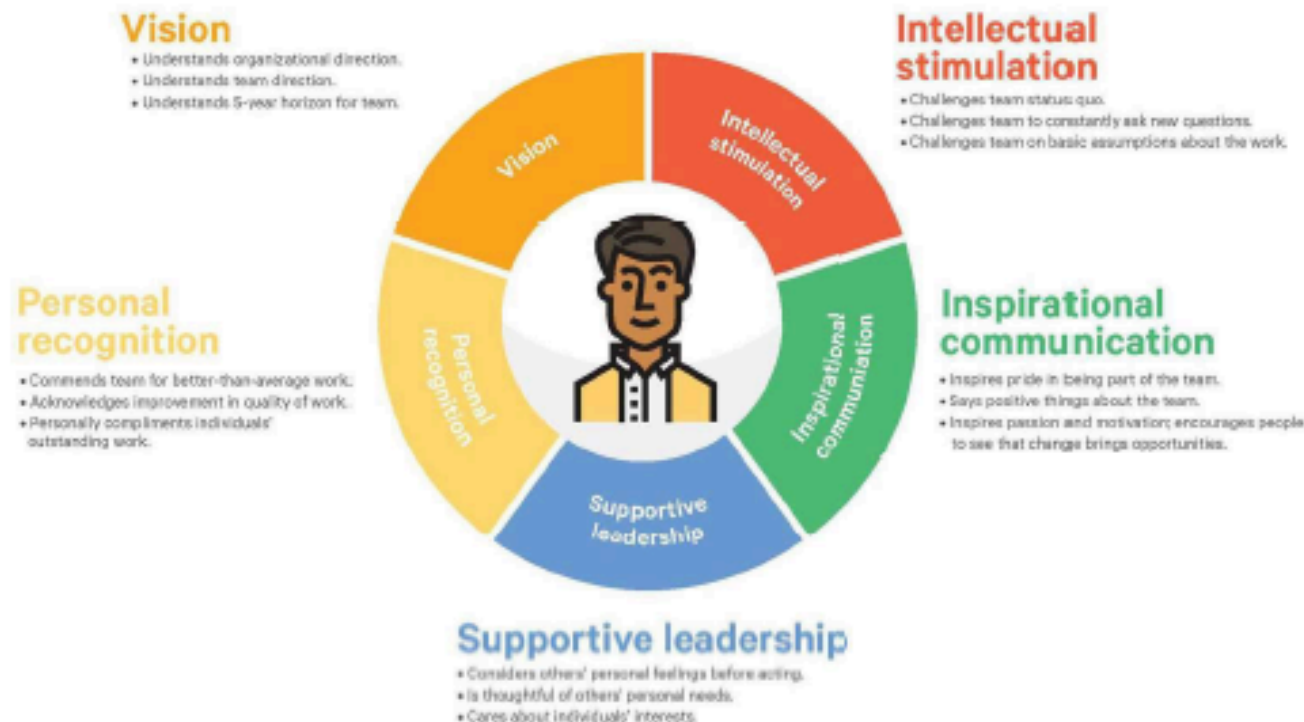 Vision
• Understands organizational direction.
• Understands team direction.
• Understands 5-year horizon for team.
Intellectual
stimulation
• Challenges team status quo.
• Challenges team to constantly ask new questions.
• Challenges team on basic assumptions about the work.
Vision
Intellectual
stimulation
Personal
recognition
• Commends team for better-than-average work.
• Acknowledges improvement in quality of work.
• Personally compliments individuals'
outstanding work.
Personal
recognition
Inspirational
communiation
Inspirational
communication
• Inspires pride in being part of the team.
• Says positive things about the team.
• Inspires passion and motivation; encourages people
to see that change brings opportunities.
Supportive
leadership
Supportive leadership
• Considers others' personal feelings before acting.
• Is thoughtful of others' personal needs.
• Cares about individuals' interests.